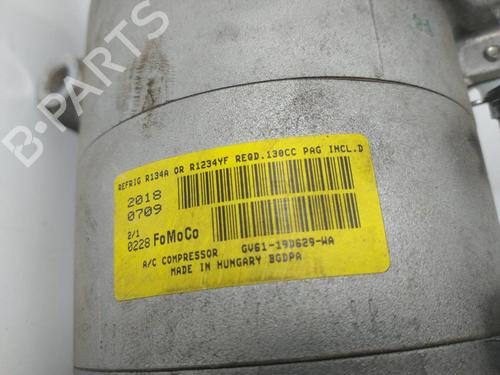 REFRIG R134A OR R1234YF REQD.130CC PAG INCL.D
2018
0709
2/1
0228 FoMoCo
A/C COMPRESSOR GV61-19D629-WA
MADE IN HUNGARY BGDPA
B-PARTS